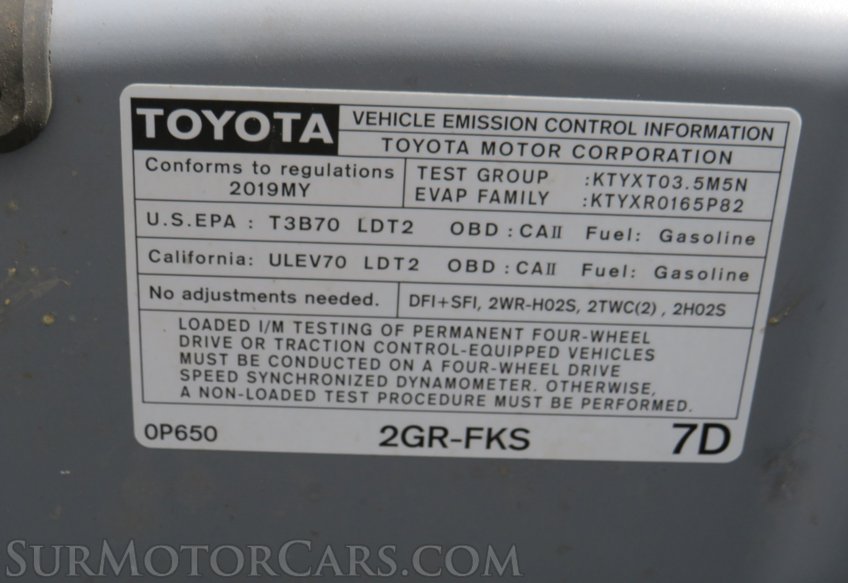 TOYOTA
VEHICLE EMISSION CONTROL INFORMATION
TOYOTA MOTOR CORPORATION
Conforms to regulations
2019MY
TEST GROUP :KTYXT03.5M5N
EVAP FAMILY :KTYXR0165P82
U.S.EPA : T3B70 LDT2 OBD : CAII Fuel: Gasoline
California: ULEV70 LDT2 OBD : CAII Fuel: Gasoline
No adjustments needed.
DFI+SFI, 2WR-HO2S, 2TWC(2) , 2HO2S
LOADED I/M TESTING OF PERMANENT FOUR-WHEEL
DRIVE OR TRACTION CONTROL-EQUIPPED VEHICLES
MUST BE CONDUCTED ON A FOUR-WHEEL DRIVE
SPEED SYNCHRONIZED DYNAMOMETER. OTHERWISE,
A NON-LOADED TEST PROCEDURE MUST BE PERFORMED.
0P650 2GR-FKS 7D
SURMOTORCARS.COM